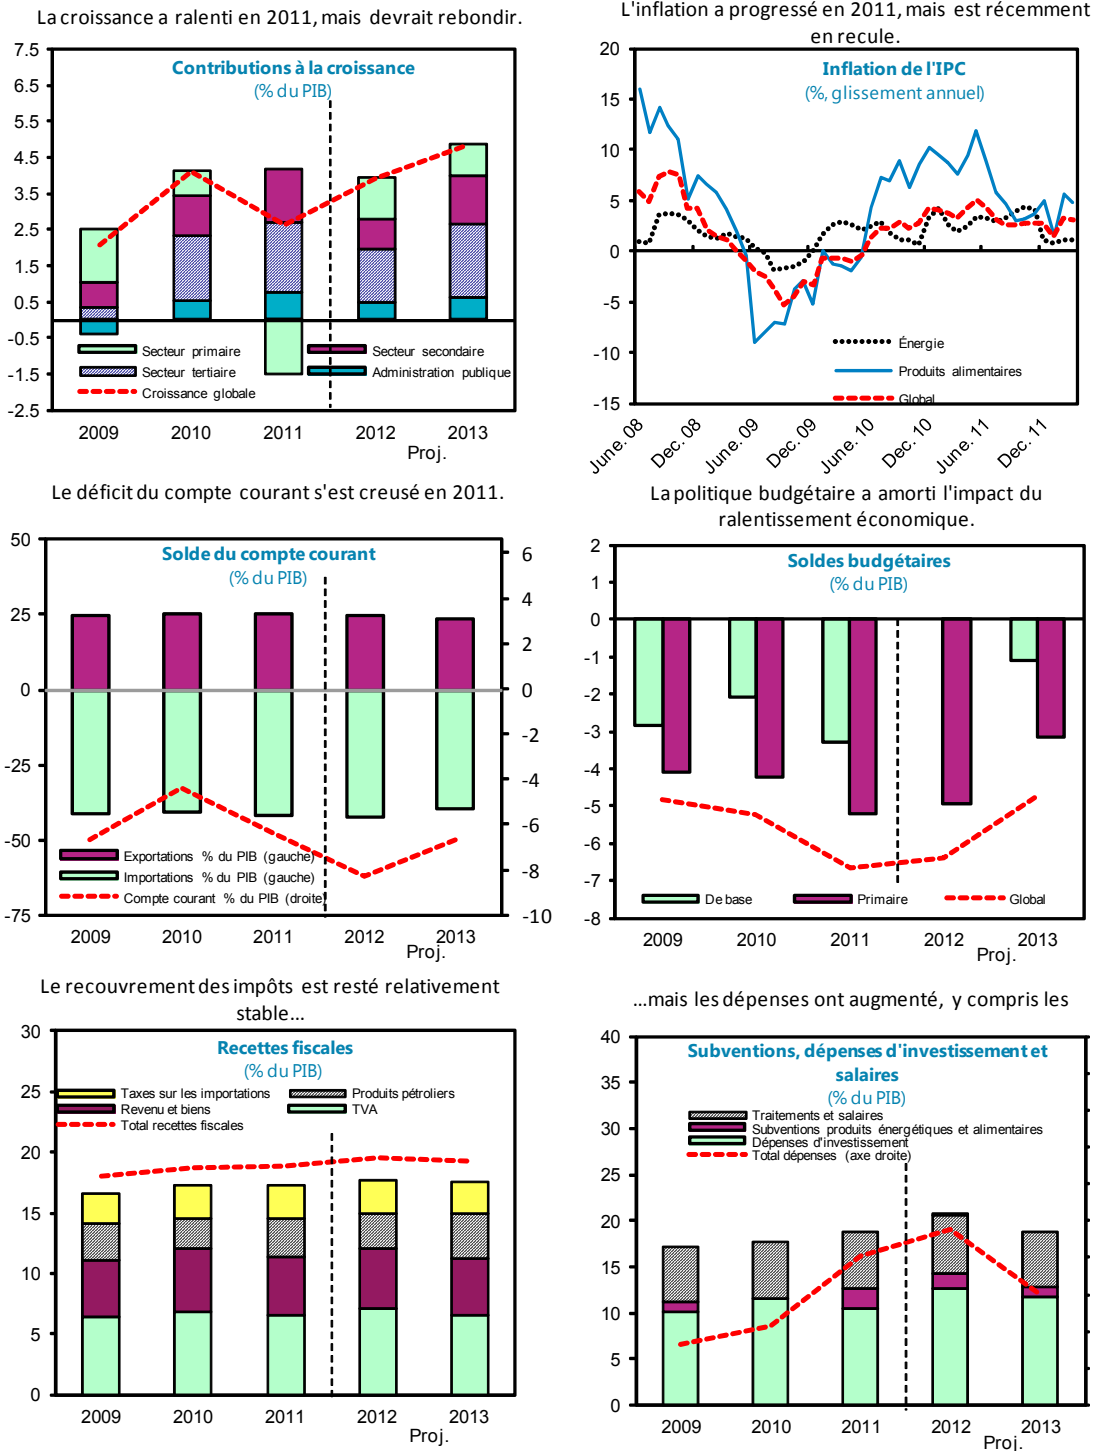 La croissance a ralenti en 2011, mais devrait rebondir.
7.5
6.5
5.5
4.5
3.5
2.5
1.5
0.5
-0.5
-1.5
-2.5
Contributions à la croissance
(% du PIB)
Secteur primaire
Secteur secondaire
Secteur tertiaire
Administration publique
Croissance globale
2009
2010
2011
2012
2013
Proj.
L'inflation a progressé en 2011, mais est récemment
en recule.
20
15
10
5
0
-5
-10
-15
Inflation de l'IPC
(%, glissement annuel)
Énergie
Produits alimentaires
Global
June. 08
Dec. 08
June. 09
Dec. 09
June. 10
Dec. 10
June. 11
Dec. 11
Le déficit du compte courant s'est creusé en 2011.
50
25
0
-25
-50
-75
Solde du compte courant
(% du PIB)
6
4
2
0
-2
-4
-6
-8
-10
Exportations % du PIB (gauche)
Importations % du PIB (gauche)
Compte courant % du PIB (droite)
2009
2010
2011
2012
2013
Proj.
La politique budgétaire a amorti l'impact du
ralentissement économique.
2
1
0
-1
-2
-3
-4
-5
-6
-7
-8
Soldes budgétaires
(% du PIB)
De base
Primaire
Global
2009
2010
2011
2012
2013
Proj.
Le recouvrement des impôts est resté relativement
stable...
30
25
20
15
10
5
0
Recettes fiscales
(% du PIB)
Taxes sur les importations
Produits pétroliers
Revenu et biens
TVA
Total recettes fiscales
2009
2010
2011
2012
2013
Proj.
...mais les dépenses ont augmenté, y compris les
40
35
30
25
20
15
10
5
0
Subventions, dépenses d'investissement et
salaires
(% du PIB)
Traitements et salaires
Subventions produits énergétiques et alimentaires
Dépenses d'investissement
Total dépenses (axe droite)
2009
2010
2011
2012
2013
Proj.